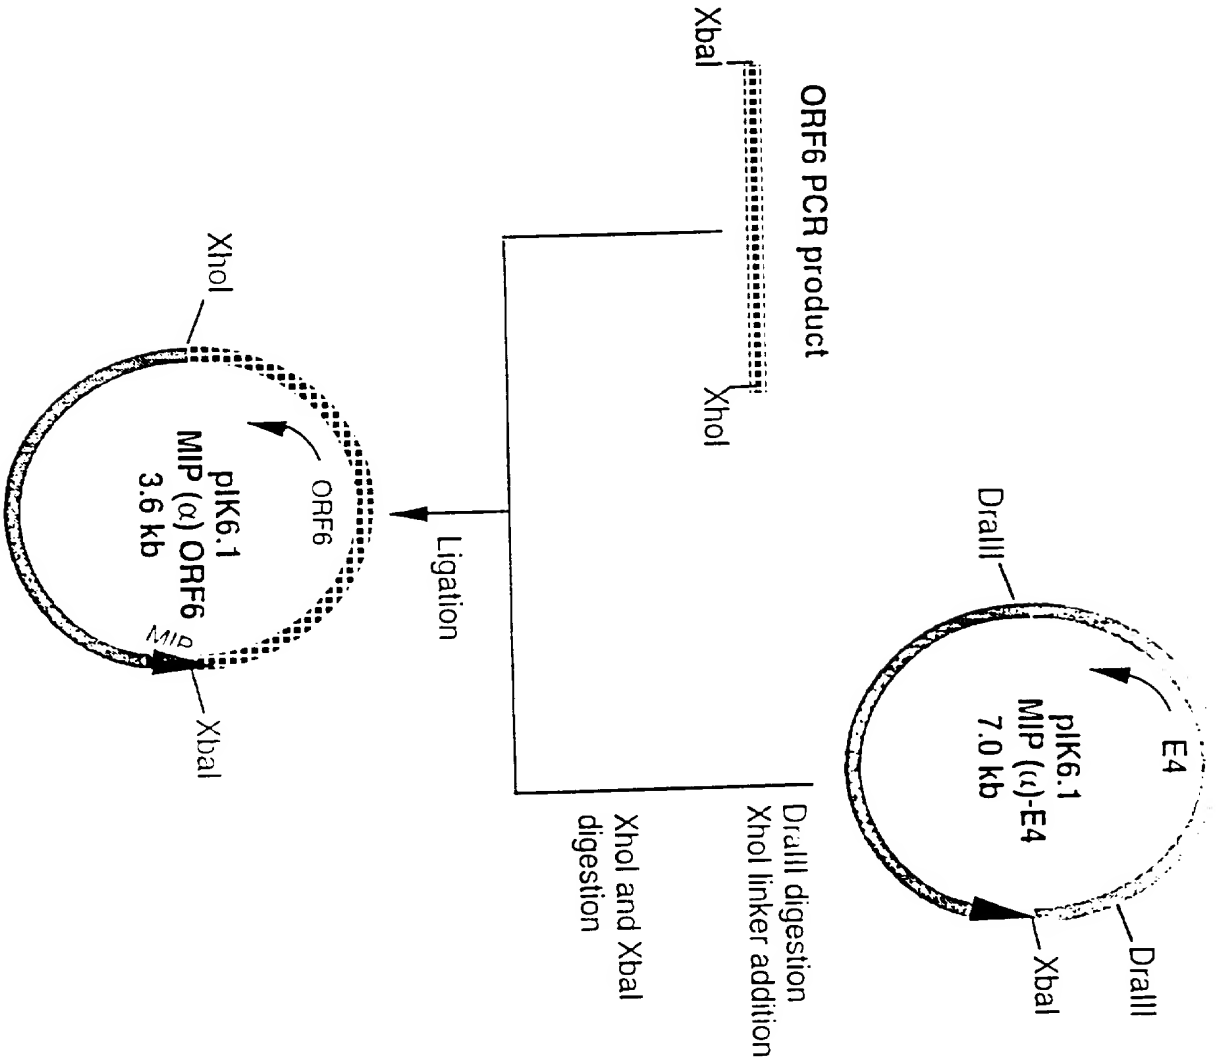 XbaI
ORF6 PCR product
XhoI
DraIII
E4
pIK6.1
MIP (α)-E4
7.0 kb
DraIII
XbaI
DraIII digestion
XhoI linker addition
XhoI and XbaI
digestion
Ligation
XhoI
ORF6
pIK6.1
MIP (α) ORF6
3.6 kb
MIP
XbaI